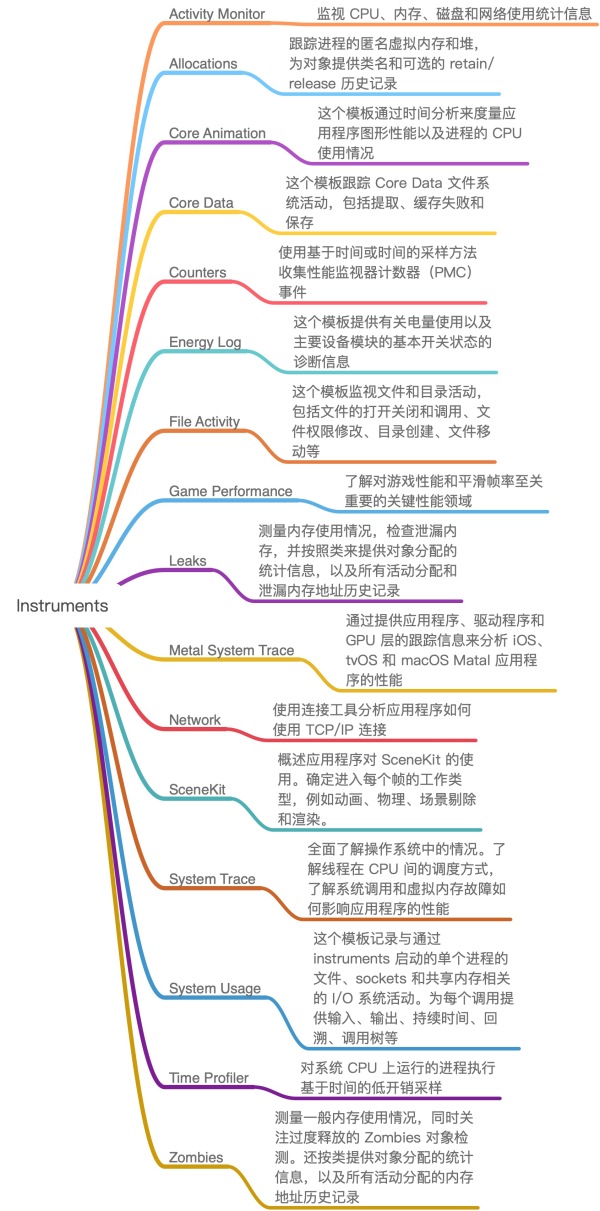 Instruments
Activity Monitor
监视 CPU、内存、磁盘和网络使用统计信息
Allocations
跟踪进程的匿名虚拟内存和堆，
为对象提供类名和可选的 retain/
release 历史记录
Core Animation
这个模板通过时间分析来度量应
用程序图形性能以及进程的 CPU
使用情况
Core Data
这个模板跟踪 Core Data 文件系
统活动，包括提取、缓存失败和
保存
Counters
使用基于时间或时间的采样方法
收集性能监视器计数器（PMC）
事件
Energy Log
这个模板提供有关电量使用以及
主要设备模块的基本开关状态的
诊断信息
File Activity
这个模板监视文件和目录活动，
包括文件的打开关闭和调用、文
件权限修改、目录创建、文件移
动等
Game Performance
了解对游戏性能和平滑帧率至关
重要的关键性能领域
Leaks
测量内存使用情况，检查泄漏内
存，并按照类来提供对象分配的
统计信息，以及所有活动分配和
泄漏内存地址历史记录
Metal System Trace
通过提供应用程序、驱动程序和
GPU 层的跟踪信息来分析 iOS、
tvOS 和 macOS Matal 应用程
序的性能
Network
使用连接工具分析应用程序如何
使用 TCP/IP 连接
SceneKit
概述应用程序对 SceneKit 的使
用。确定进入每个帧的工作类
型，例如动画、物理、场景剔除
和渲染。
System Trace
全面了解操作系统中的情况。了
解线程在 CPU 间的调度方式，
了解系统调用和虚拟内存故障如
何影响应用程序的性能
System Usage
这个模板记录与通过
instruments 启动的单个进程的
文件、sockets 和共享内存相关
的 I/O 系统活动。为每个调用提
供输入、输出、持续时间、回
溯、调用树等
Time Profiler
对系统 CPU 上运行的进程执行
基于时间的低开销采样
Zombies
测量一般内存使用情况，同时关
注过度释放的 Zombies 对象检
测。还按类提供对象分配的统计
信息，以及所有活动分配的内存
地址历史记录